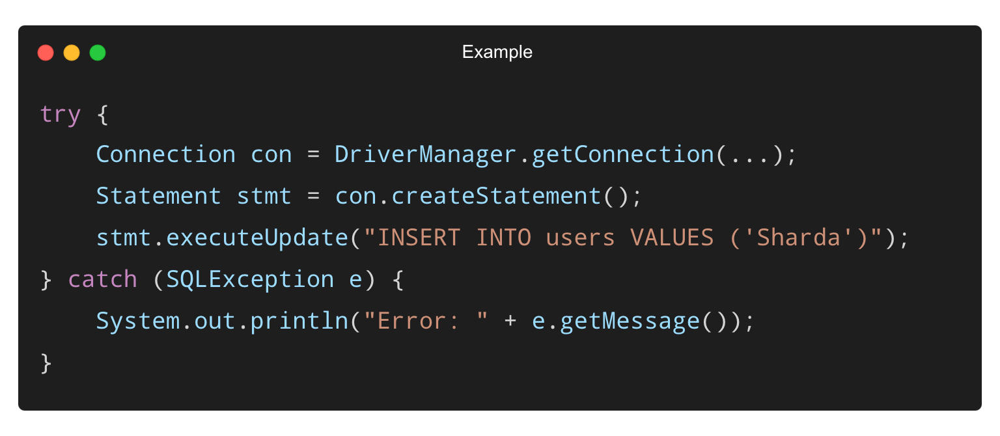 Example
try {
    Connection con = DriverManager.getConnection(...);
    Statement stmt = con.createStatement();
    stmt.executeUpdate("INSERT INTO users VALUES ('Sharda')");
} catch (SQLException e) {
    System.out.println("Error: " + e.getMessage());
}